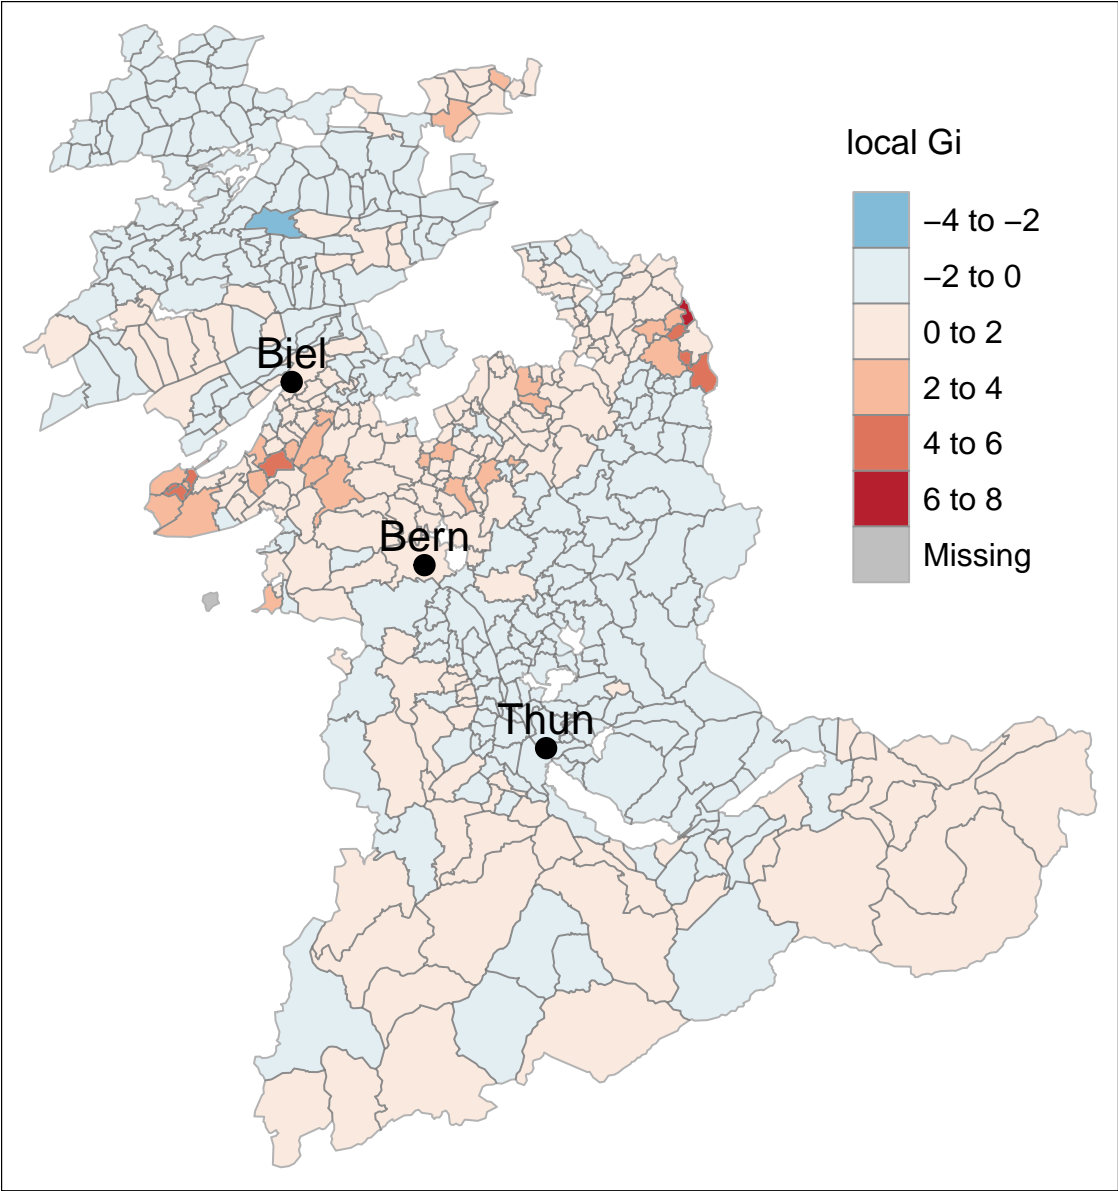 local Gi
−4 to −2
−2 to 0
0 to 2
2 to 4
4 to 6
6 to 8
Missing
Biel
Bern
Thun